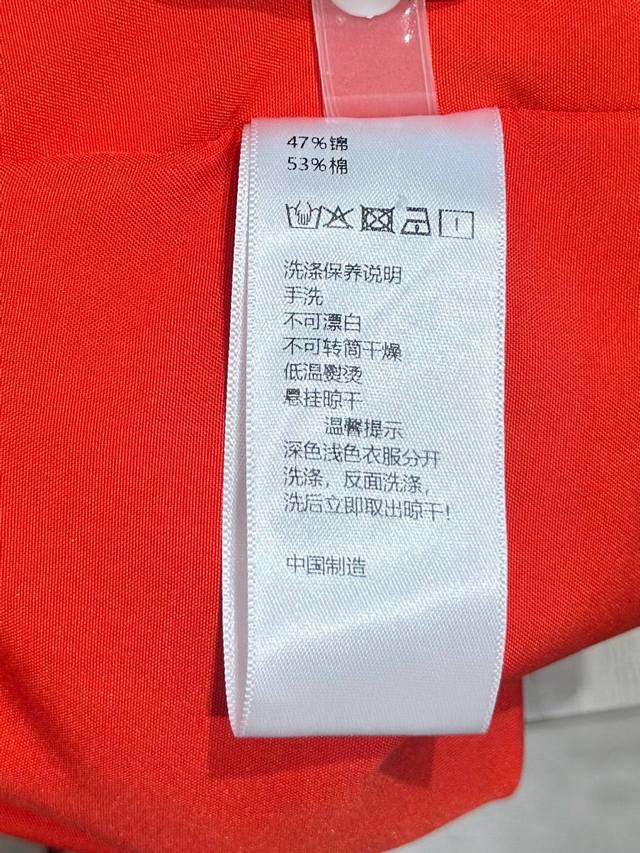 47%锦
53%棉
洗涤保养说明
手洗
不可漂白
不可转筒干燥
低温熨烫
悬挂晾干
温馨提示
深色浅色衣服分开
洗涤，反面洗涤，
洗后立即取出晾干！
中国制造